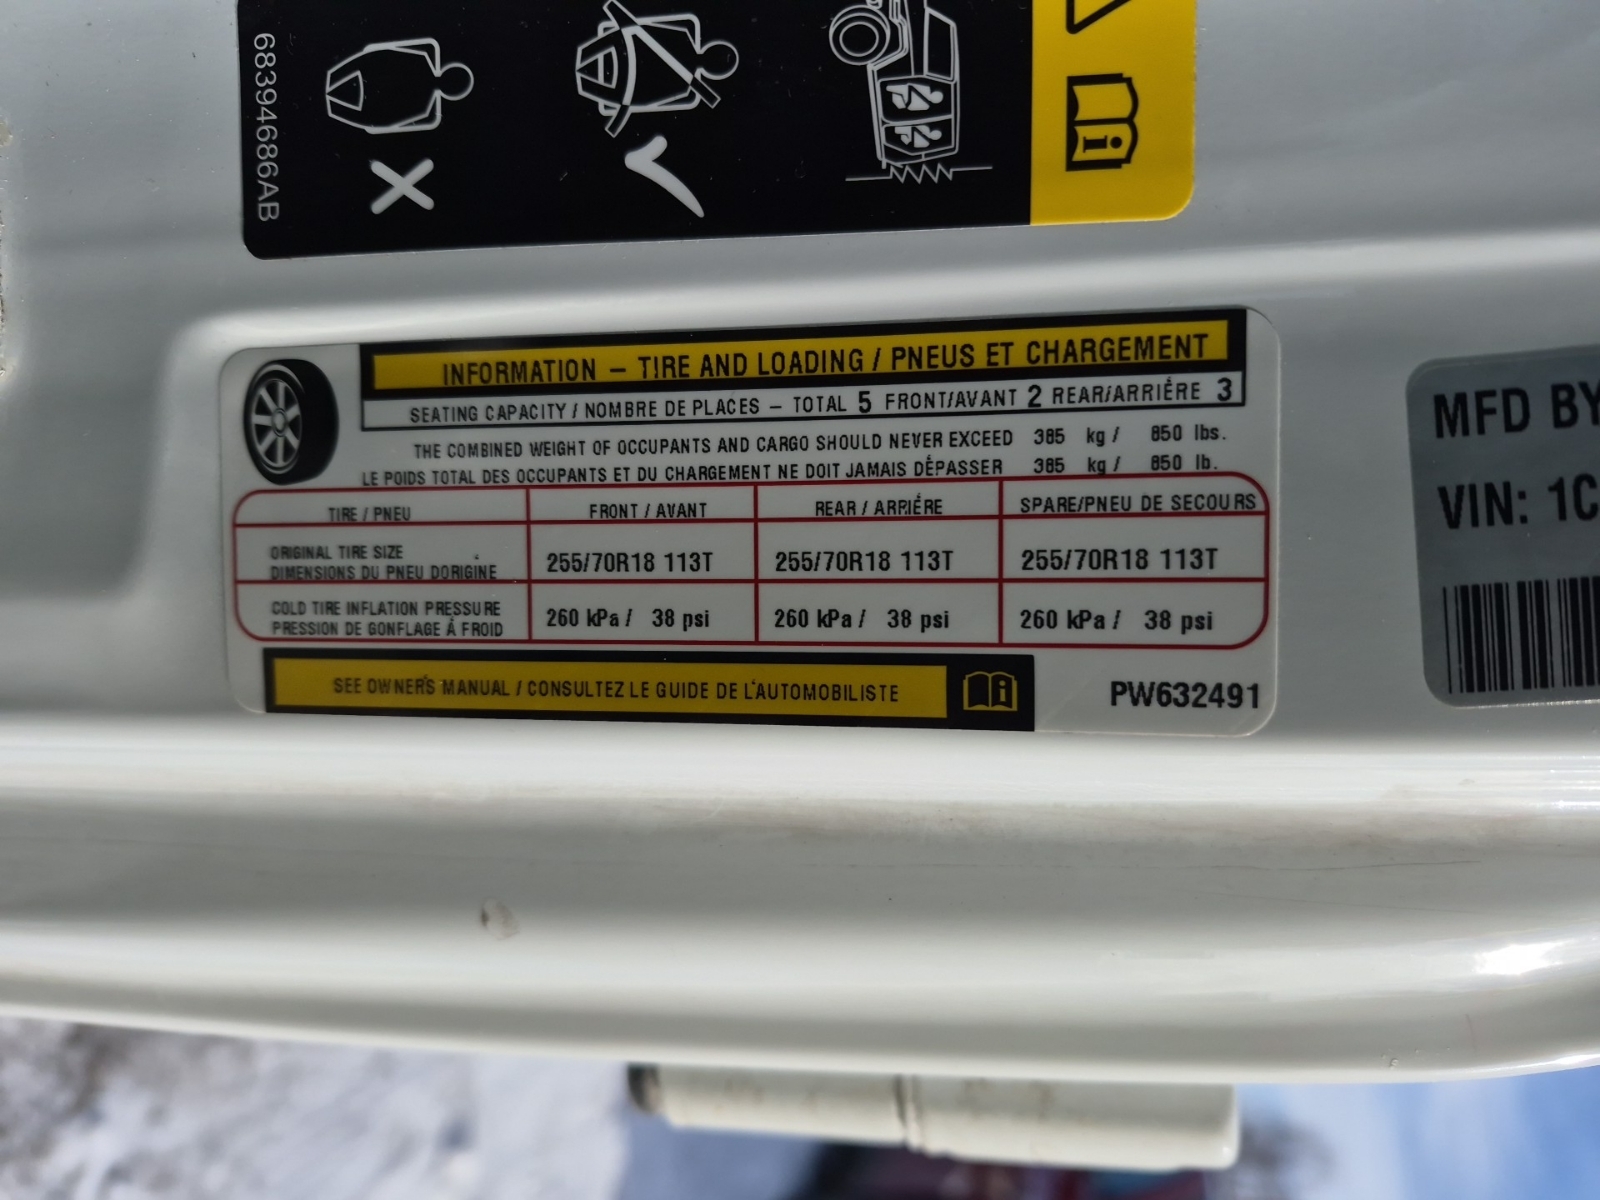 68394686AB
INFORMATION – TIRE AND LOADING / PNEUS ET CHARGEMENT
SEATING CAPACITY / NOMBRE DE PLACES – TOTAL 5 FRONT/AVANT 2 REAR/ARRIÉRE 3
THE COMBINED WEIGHT OF OCCUPANTS AND CARGO SHOULD NEVER EXCEED 385 kg / 850 lbs.
LE POIDS TOTAL DES OCCUPANTS ET DU CHARGEMENT NE DOIT JAMAIS DÉPASSER 385 kg / 850 lb.
TIRE / PNEU FRONT / AVANT REAR / ARRIÉRE SPARE/PNEU DE SECOURS
ORIGINAL TIRE SIZE
DIMENSIONS DU PNEU DORIGINE 255/70R18 113T 255/70R18 113T 255/70R18 113T
COLD TIRE INFLATION PRESSURE
PRESSION DE GONFLAGE Á FROID 260 kPa / 38 psi 260 kPa / 38 psi 260 kPa / 38 psi
SEE OWNER'S MANUAL / CONSULTEZ LE GUIDE DE L'AUTOMOBILISTE
PW632491
MFD BY
VIN: 1C